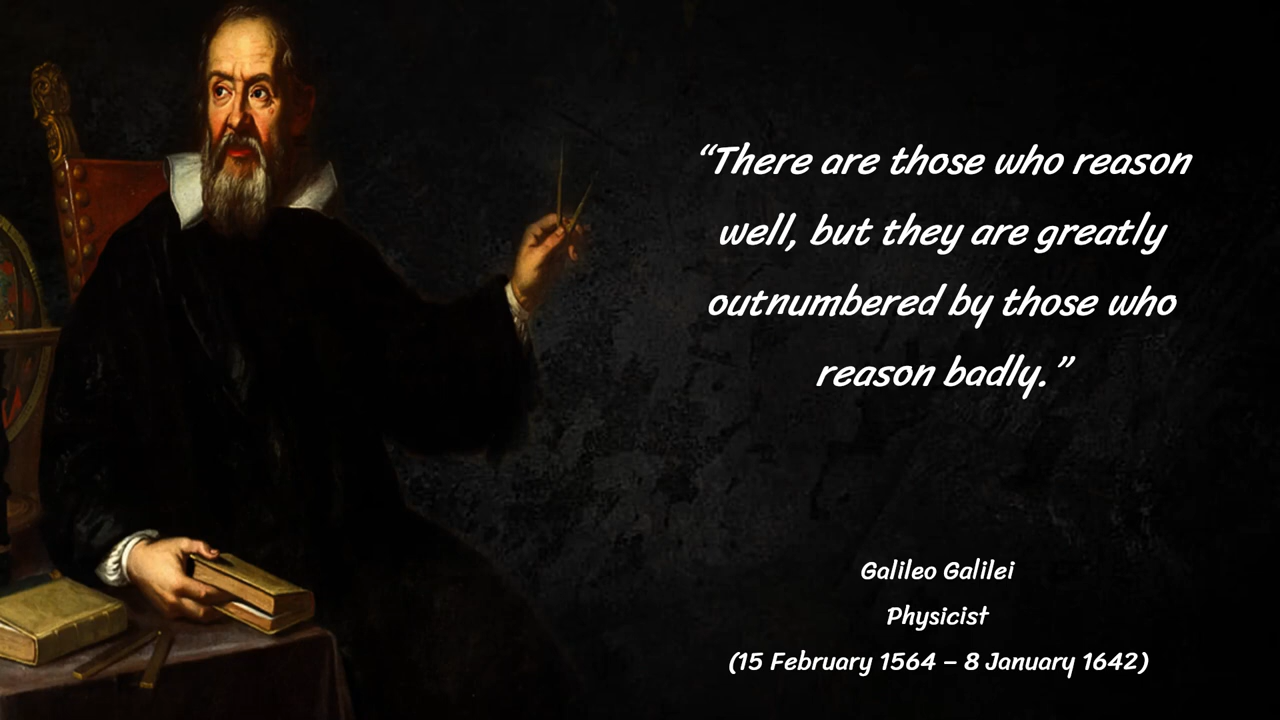 “There are those who reason
well, but they are greatly
outnumbered by those who
reason badly.”
Galileo Galilei
Physicist
(15 February 1564 – 8 January 1642)